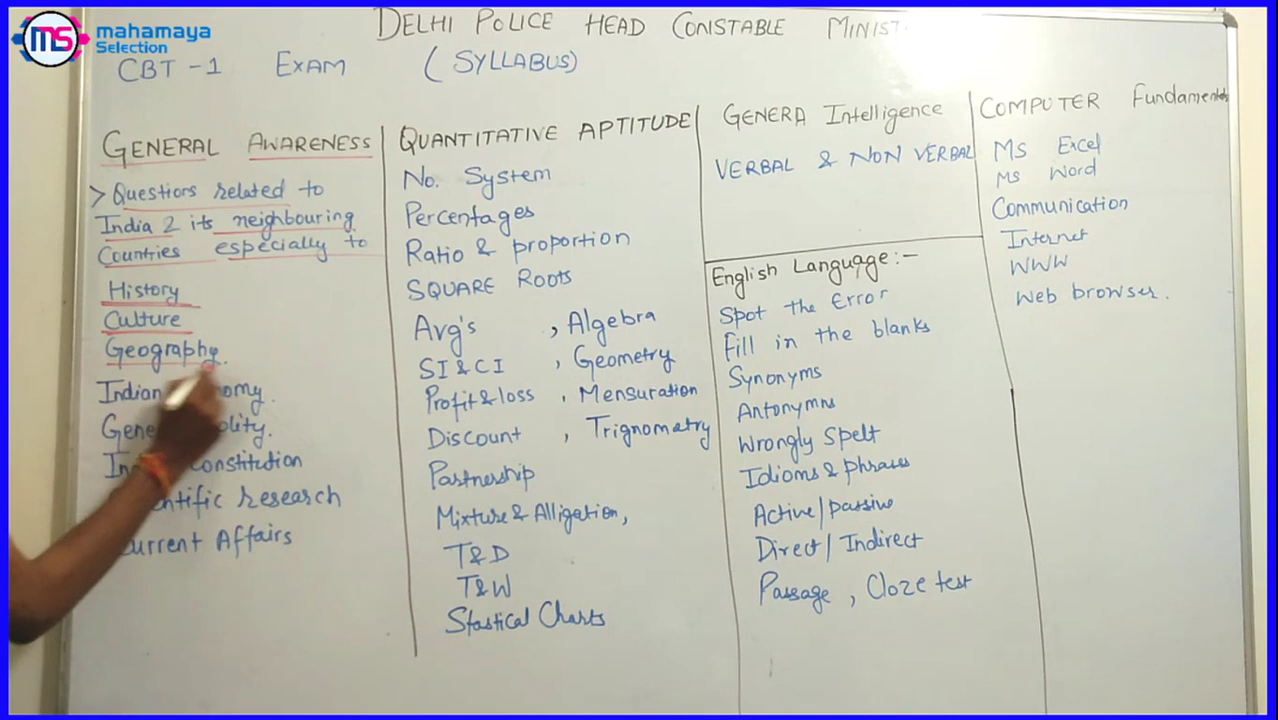 mahamaya
Selection
DELHI POLICE HEAD CONISTABLE MINIST
CBT - 1 EXAM (SYLLABUS)
GENERAL AWARENESS
> Questions related to
India & its neighbouring
Countries especially to
History
Culture
Geography.
Indian
General
constitution
research
Current Affairs
QUANTITATIVE APTITUDE
No. System
Percentages
Ratio & proportion
SQUARE Roots
Avg's , Algebra
SI & CI , Geometry
Profit & loss , Mensuration
Discount , Trignomatry
Partnership
Mixture & Alligation,
T&D
T&W
Stastical Charts
GENERA Intelligence
VERBAL & NON VERBAL
English Language:-
Spot the Error
Fill in the blanks
Synonyms
Antonymns
Wrongly Spelt
Idioms & phrases
Active/passive
Direct/Indirect
Passage , Cloze test
COMPUTER Fundamentals
Ms Excel
Ms Word
Communication
Internet
WWW
Web browser.